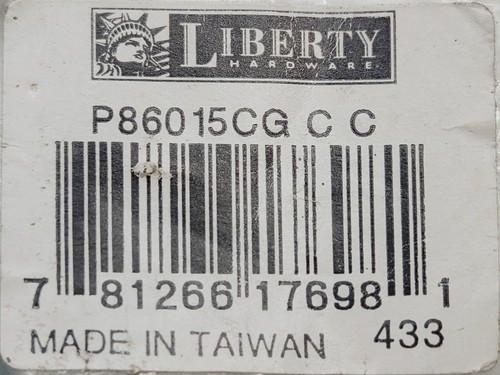 LIBERTY
HARDWARE
P86015CG C C
7 81266 17698 1
MADE IN TAIWAN 433